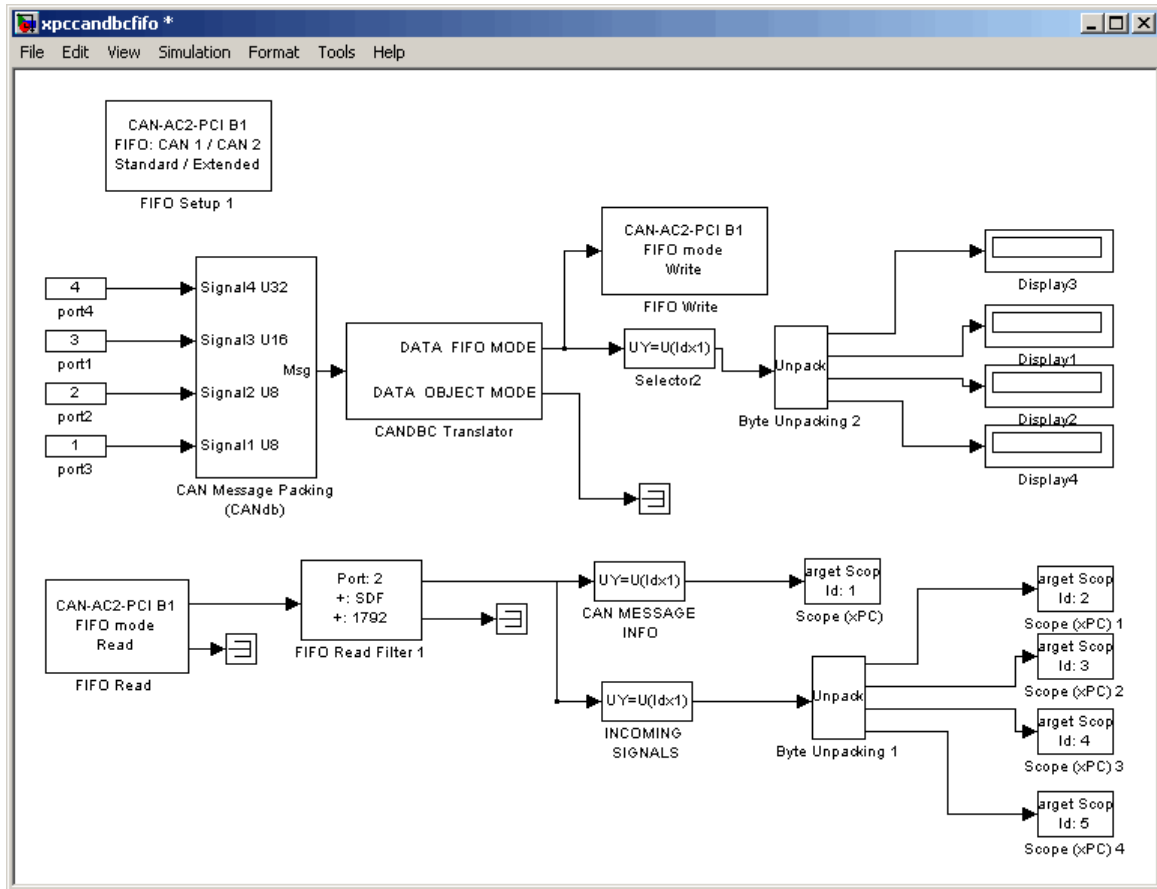 xpccandbcfifo *
File Edit View Simulation Format Tools Help
CAN-AC2-PCI B1
FIFO: CAN 1 / CAN 2
Standard / Extended
FIFO Setup 1
4
port4
3
port1
2
port2
1
port3
Signal4 U32
Signal3 U16
Signal2 U8
Signal1 U8
Msg
CAN Message Packing
(CANdb)
DATA FIFO MODE
DATA OBJECT MODE
CANDBC Translator
CAN-AC2-PCI B1
FIFO mode
Write
FIFO Write
UY=U(Idx1)
Selector2
Unpack
Byte Unpacking 2
Display3
Display1
Display2
Display4
CAN-AC2-PCI B1
FIFO mode
Read
FIFO Read
Port: 2
+: SDF
+: 1792
FIFO Read Filter 1
UY=U(Idx1)
CAN MESSAGE
INFO
arget Scop
Id: 1
Scope (xPC)
UY=U(Idx1)
INCOMING
SIGNALS
Unpack
Byte Unpacking 1
arget Scop
Id: 2
Scope (xPC) 1
arget Scop
Id: 3
Scope (xPC) 2
arget Scop
Id: 4
Scope (xPC) 3
arget Scop
Id: 5
Scope (xPC) 4